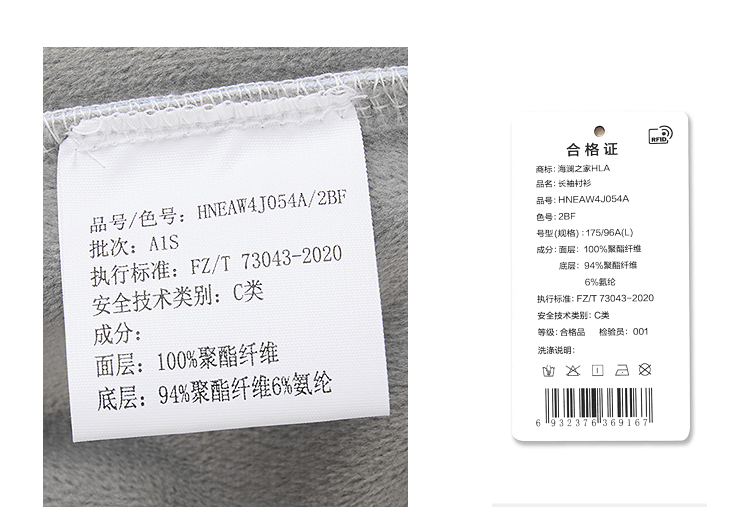 品号/色号: HNEAW4J054A/2BF
批次: A1S
执行标准: FZ/T 73043-2020
安全技术类别: C类
成分:
面层: 100%聚酯纤维
底层: 94%聚酯纤维6%氨纶
RFID
合格证
商标: 海澜之家HLA
品名: 长袖衬衫
品号: HNEAW4J054A
色号: 2BF
号型(规格): 175/96A(L)
成分: 面层: 100%聚酯纤维
底层: 94%聚酯纤维
6%氨纶
执行标准: FZ/T 73043-2020
安全技术类别: C类
等级: 合格品 检验员: 001
洗涤说明:
6 932376 369167